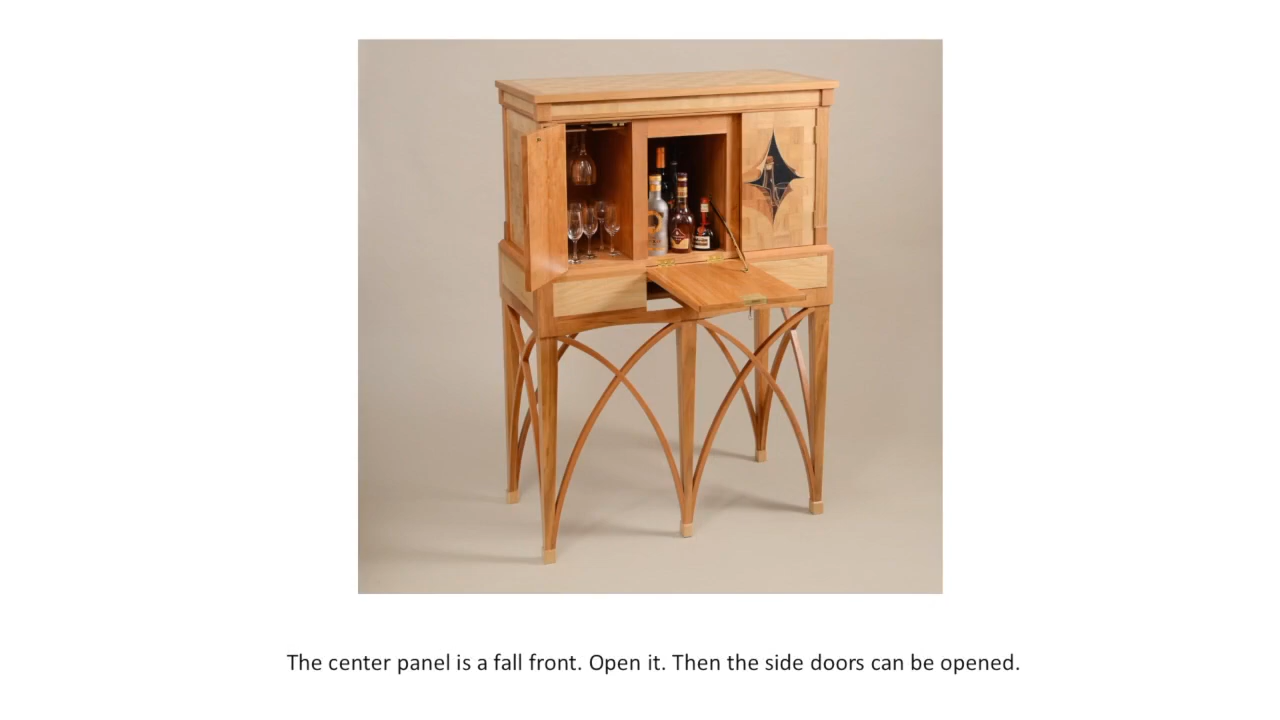 The center panel is a fall front. Open it. Then the side doors can be opened.